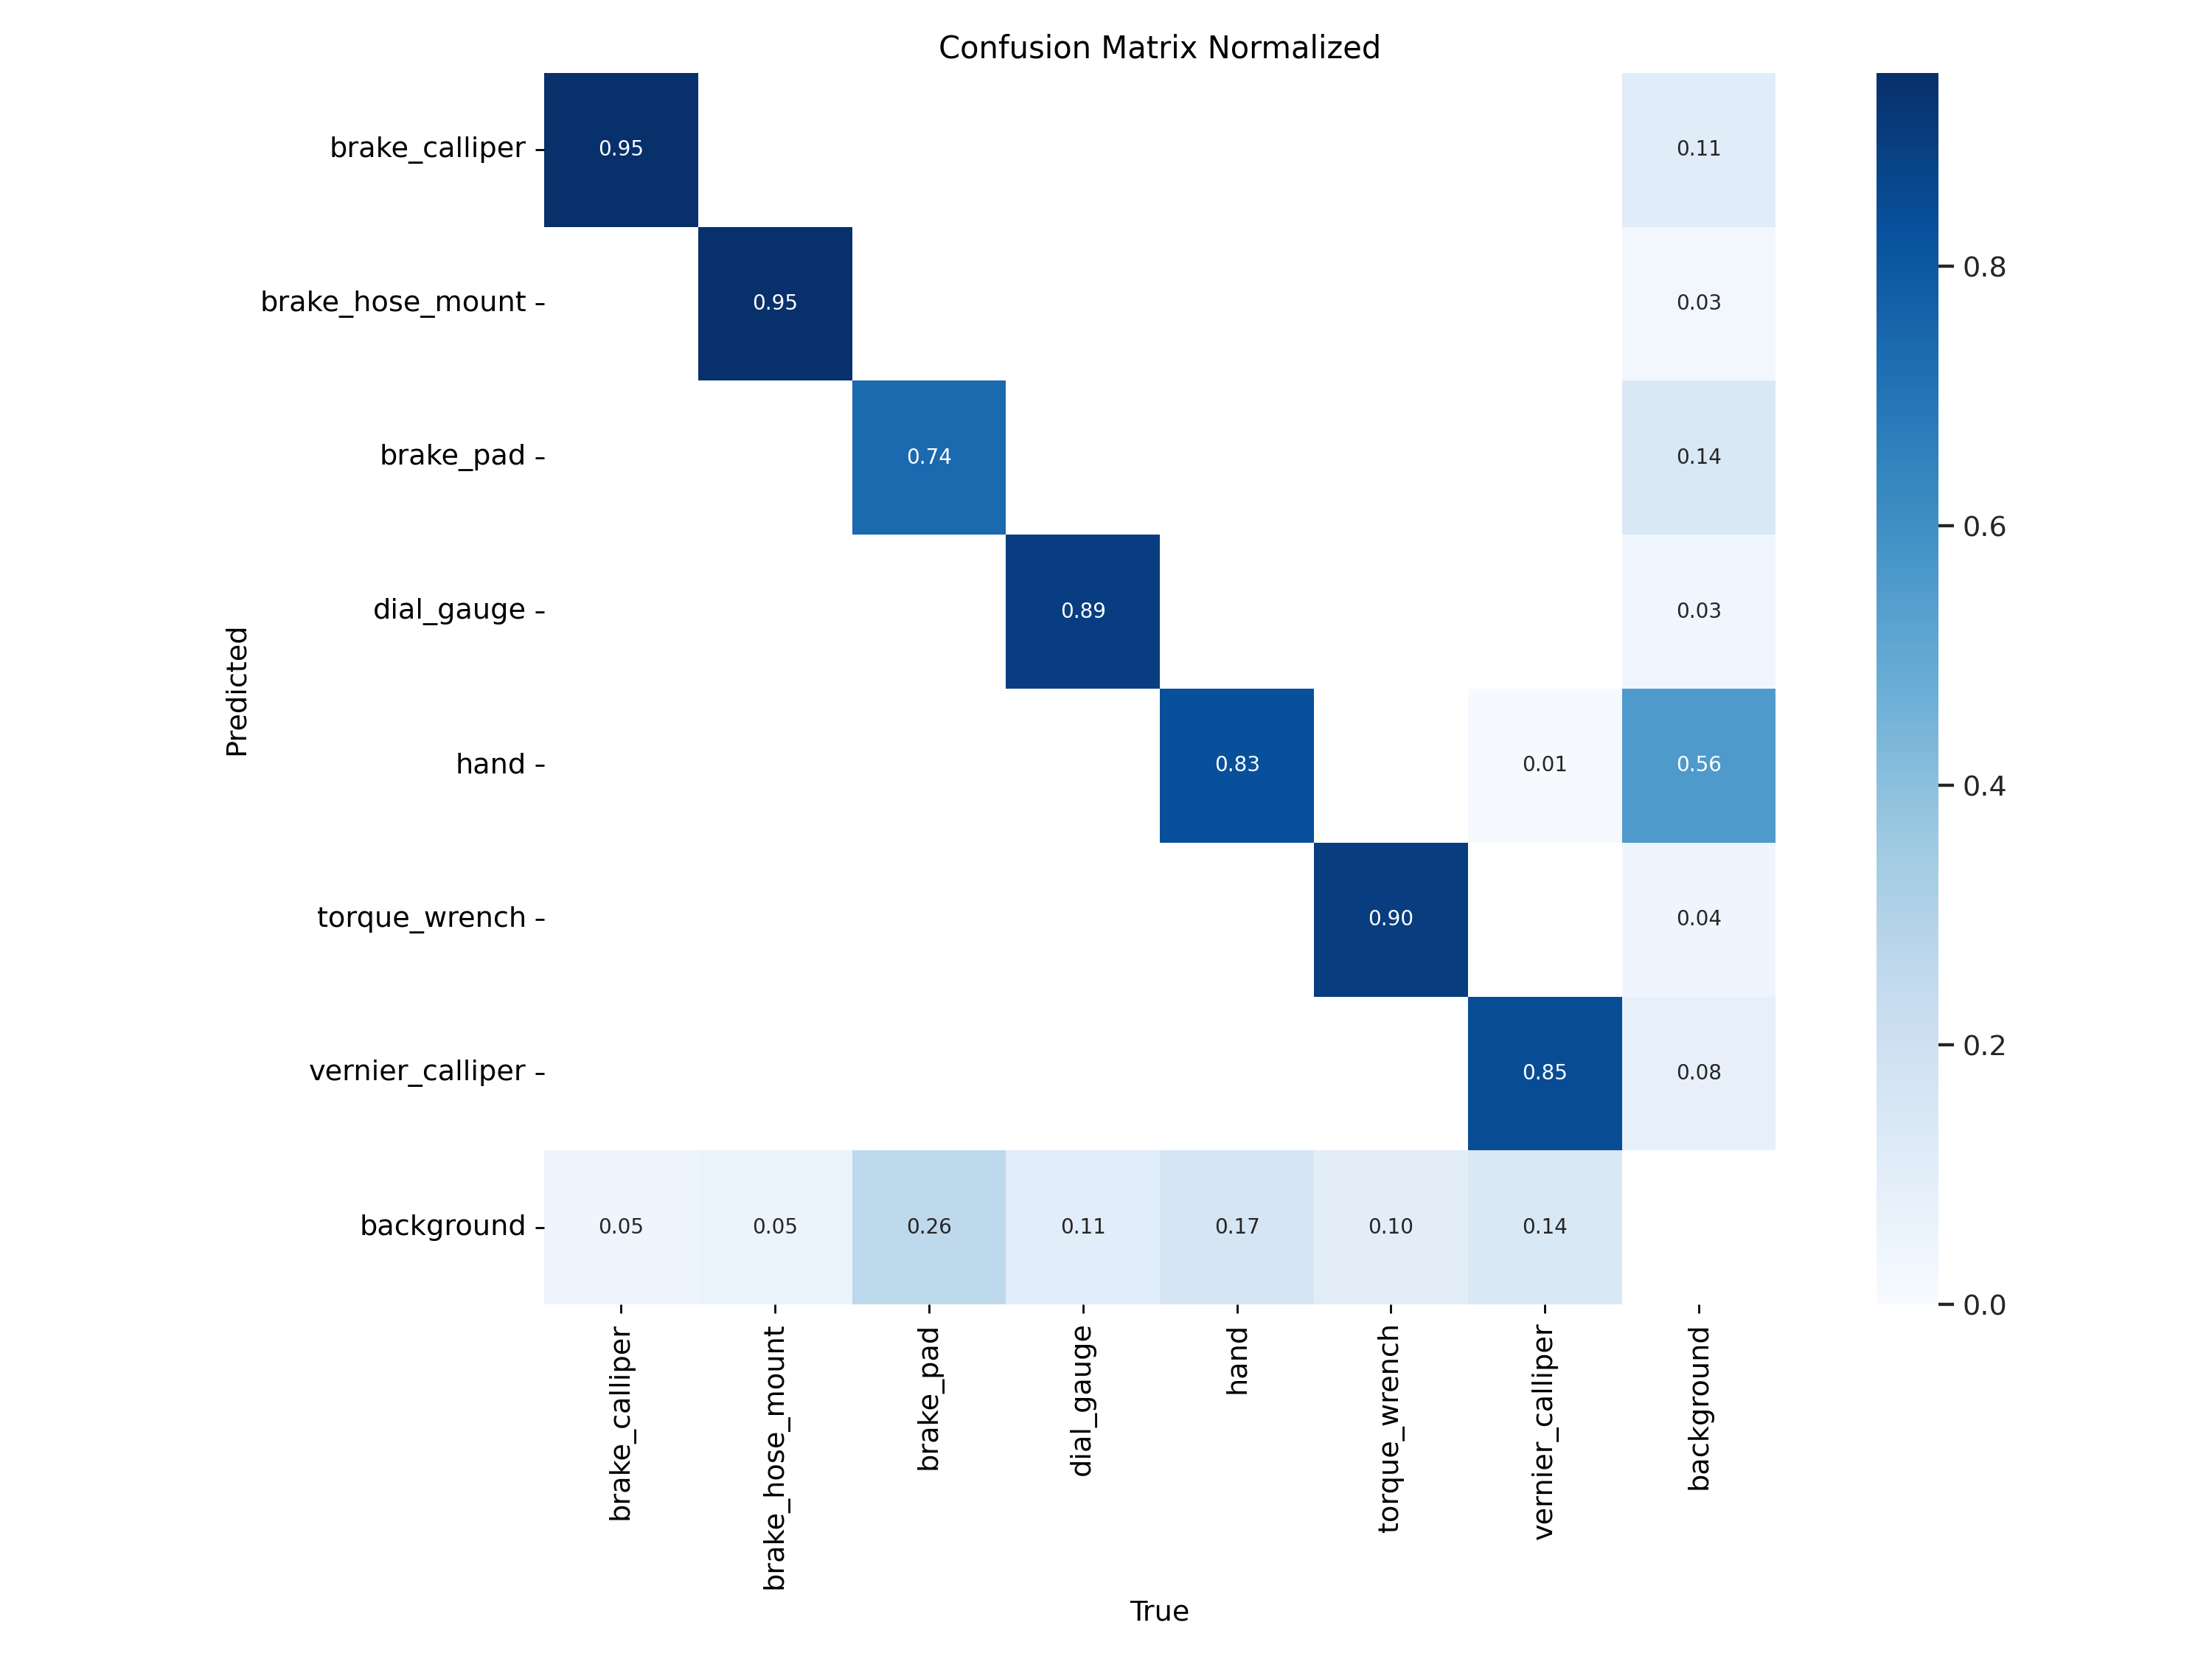 Confusion Matrix Normalized
brake_calliper 0.95 0.11
brake_hose_mount 0.95 0.03
brake_pad 0.74 0.14
dial_gauge 0.89 0.03
hand 0.83 0.01 0.56
torque_wrench 0.90 0.04
vernier_calliper 0.85 0.08
background 0.05 0.05 0.26 0.11 0.17 0.10 0.14
Predicted
brake_calliper
brake_hose_mount
brake_pad
dial_gauge
hand
torque_wrench
vernier_calliper
background
True
0.8
0.6
0.4
0.2
0.0